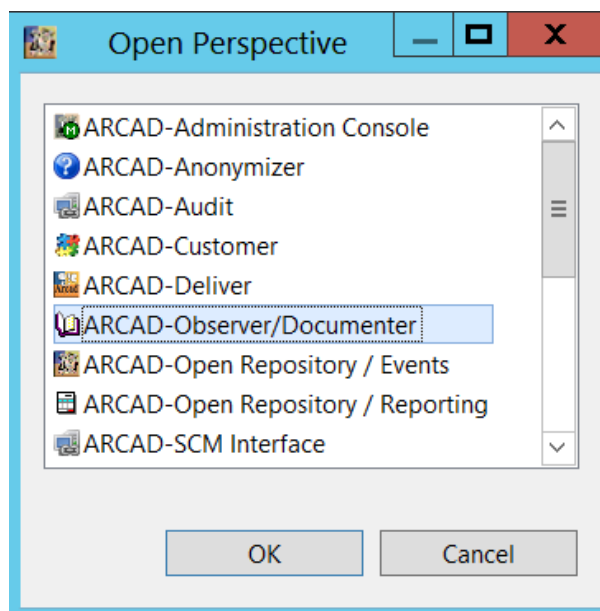 Open Perspective
ARCAD-Administration Console
ARCAD-Anonymizer
ARCAD-Audit
ARCAD-Customer
ARCAD-Deliver
ARCAD-Observer/Documenter
ARCAD-Open Repository / Events
ARCAD-Open Repository / Reporting
ARCAD-SCM Interface
OK Cancel